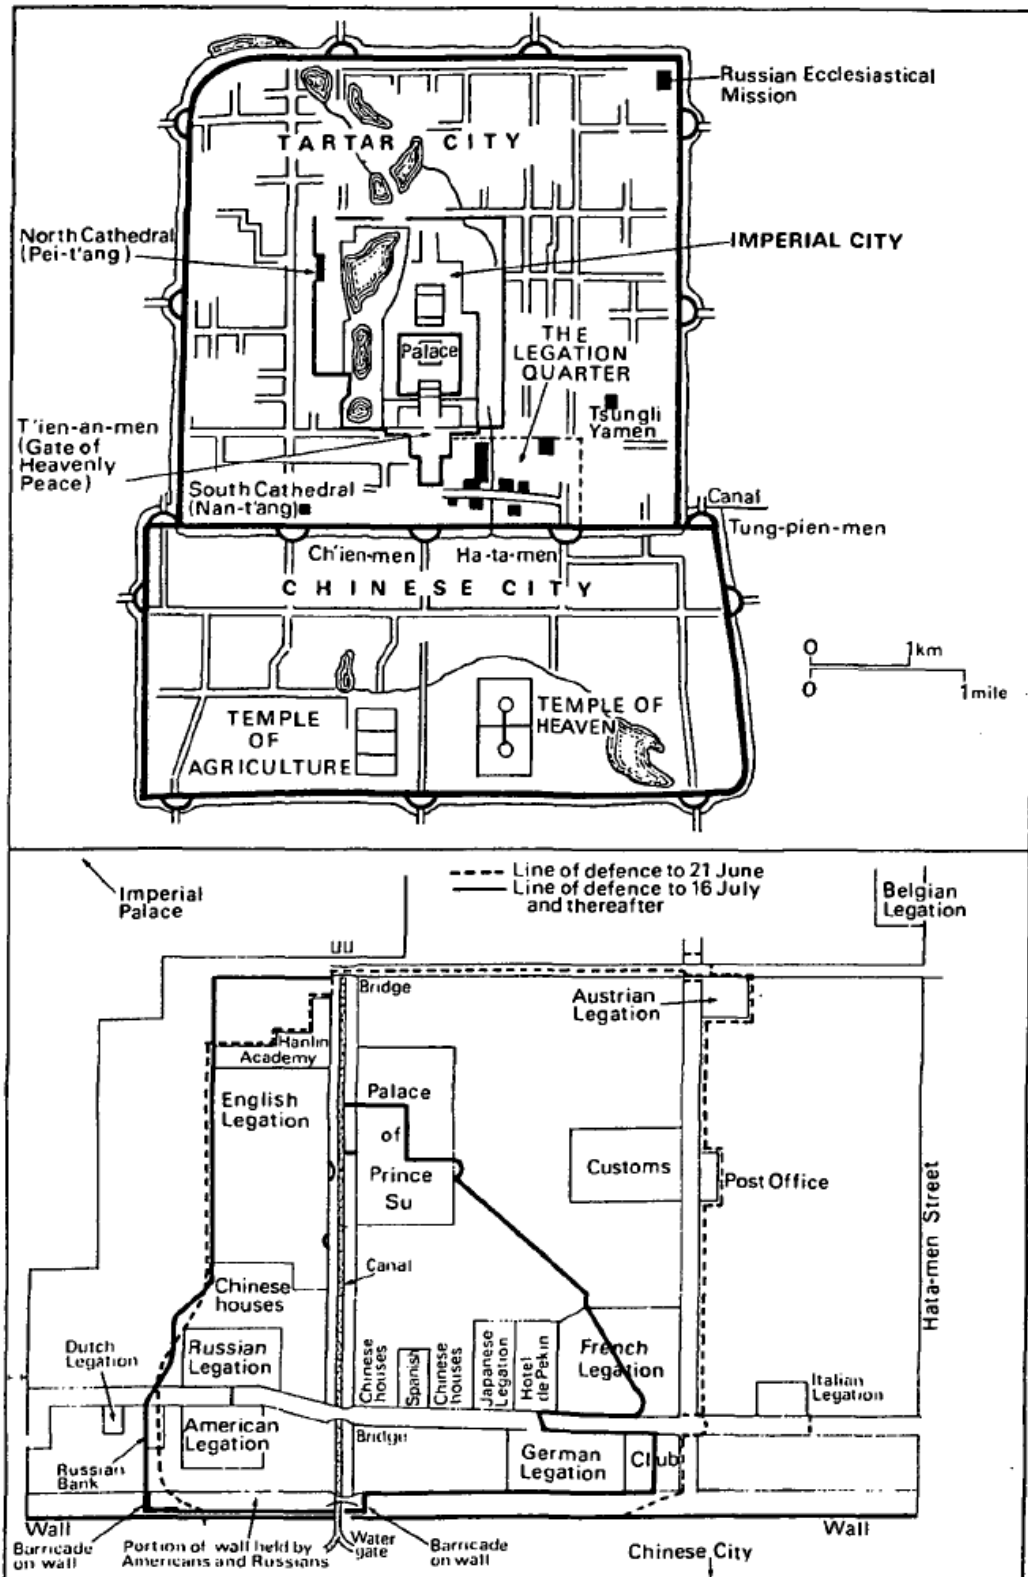 Russian Ecclesiastical
Mission
TARTAR CITY
North Cathedral
(Pei-t'ang)
IMPERIAL CITY
THE
LEGATION
QUARTER
Palace
Tsungli
Yamen
T'ien-an-men
(Gate of
Heavenly
Peace)
South Cathedral
(Nan-t'ang)
Canal
Tung-pien-men
Ch'ien-men
Ha-ta-men
CHINESE CITY
0
1km
0
1mile
TEMPLE
OF
AGRICULTURE
TEMPLE OF
HEAVEN
Imperial
Palace
Line of defence to 21 June
Line of defence to 16 July
and thereafter
Belgian
Legation
Bridge
Austrian
Legation
Hanlin
Academy
English
Legation
Palace
of
Prince
Su
Customs
Post Office
Hata-men Street
Canal
Chinese
houses
Dutch
Legation
Russian
Legation
Chinese
houses
Spanish
Chinese
houses
Japanese
Legation
Hotel
de Pekin
French
Legation
Italian
Legation
American
Legation
Bridge
German
Legation
Club
Russian
Bank
Wall
Barricade
on wall
Portion of wall held by
Americans and Russians
Water
gate
Barricade
on wall
Wall
Chinese City